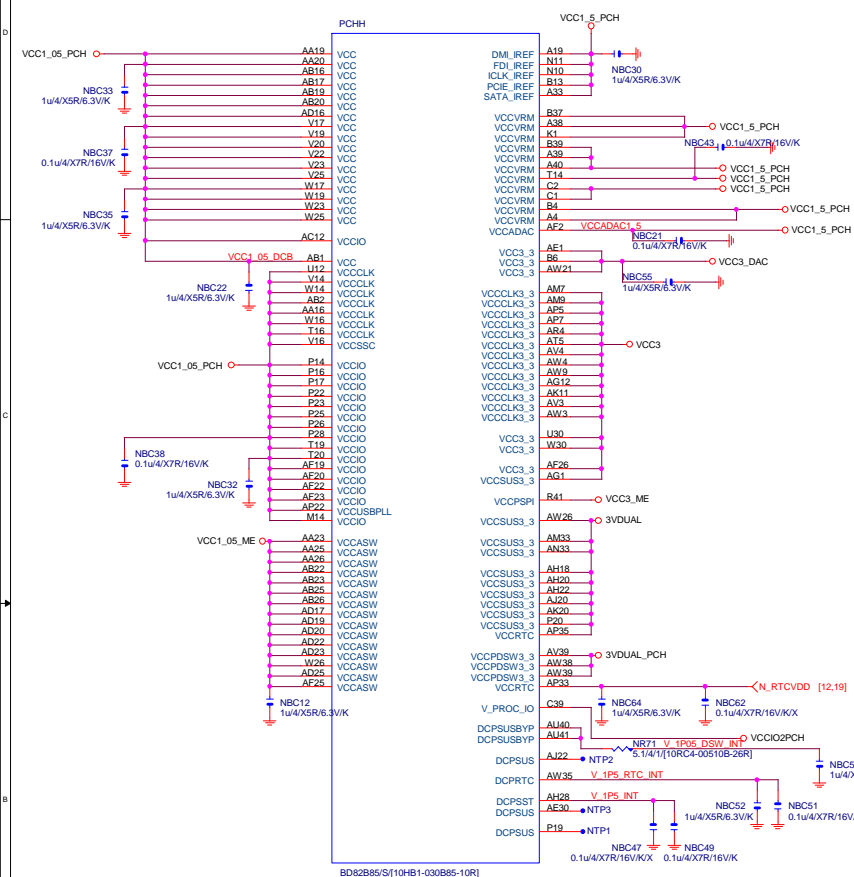 VCC1_5_PCH
PCHH
D
VCC1_05_PCH
AA19 VCC
AA20 VCC
AB16 VCC
AB17 VCC
AB19 VCC
AB20 VCC
AD16 VCC
V17 VCC
V19 VCC
V20 VCC
V22 VCC
V23 VCC
V25 VCC
W17 VCC
W19 VCC
W23 VCC
W25 VCC
AC12 VCCIO
NBC33
1u/4/X5R/6.3V/K
NBC37
0.1u/4/X7R/16V/K
NBC35
1u/4/X5R/6.3V/K
VCC1_05_DCB
AB1 VCC
U12 VCCCLK
V14 VCCCLK
W14 VCCCLK
AB2 VCCCLK
AA16 VCCCLK
W16 VCCCLK
T16 VCCCLK
V16 VCCSSC
NBC22
1u/4/X5R/6.3V/K
VCC1_05_PCH
P14 VCCIO
P16 VCCIO
P17 VCCIO
P22 VCCIO
P23 VCCIO
P25 VCCIO
P26 VCCIO
P28 VCCIO
T19 VCCIO
T20 VCCIO
AF19 VCCIO
AF20 VCCIO
AF22 VCCIO
AF23 VCCIO
AP22 VCCUSBPLL
M14 VCCIO
C
NBC38
0.1u/4/X7R/16V/K
NBC32
1u/4/X5R/6.3V/K
VCC1_05_ME
AA23 VCCASW
AA25 VCCASW
AA26 VCCASW
AB22 VCCASW
AB23 VCCASW
AB25 VCCASW
AB26 VCCASW
AD17 VCCASW
AD19 VCCASW
AD20 VCCASW
AD22 VCCASW
AD23 VCCASW
W26 VCCASW
AD25 VCCASW
AF25 VCCASW
NBC12
1u/4/X5R/6.3V/K
B
DMI_IREF A19
FDI_IREF N11
ICLK_IREF N10
PCIE_IREF B13
SATA_IREF A33
NBC30
1u/4/X5R/6.3V/K
VCCVRM B37
VCCVRM A38
VCCVRM K1
VCCVRM B39
VCCVRM A39
VCCVRM A40
VCCVRM T14
VCCVRM C2
VCCVRM C1
VCCVRM B4
VCCVRM A4
VCCADAC AF2
VCC1_5_PCH
NBC43 0.1u/4/X7R/16V/K
VCC1_5_PCH
VCC1_5_PCH
VCC1_5_PCH
VCC1_5_PCH
VCCADAC1_5
VCC1_5_PCH
NBC21
0.1u/4/X7R/16V/K
VCC3_3 AE1
VCC3_3 B6
VCC3_3 AW21
VCC3_DAC
NBC55
1u/4/X5R/6.3V/K
VCCCLK3_3 AM7
VCCCLK3_3 AM9
VCCCLK3_3 AP5
VCCCLK3_3 AP7
VCCCLK3_3 AR4
VCCCLK3_3 AT5
VCCCLK3_3 AV4
VCCCLK3_3 AW4
VCCCLK3_3 AW9
VCCCLK3_3 AG12
VCCCLK3_3 AK11
VCCCLK3_3 AV3
VCCCLK3_3 AW3
VCC3
VCC3_3 U30
VCC3_3 W30
VCC3_3 AF26
VCCSUS3_3 AG1
VCCPSPI R41 VCC3_ME
VCCSUS3_3 AW26 3VDUAL
VCCSUS3_3 AM33
VCCSUS3_3 AN33
VCCSUS3_3 AH18
VCCSUS3_3 AH20
VCCSUS3_3 AH22
VCCSUS3_3 AJ20
VCCSUS3_3 AK20
VCCSUS3_3 P20
VCCRTC AP35
VCCPDSW3_3 AV39 3VDUAL_PCH
VCCPDSW3_3 AW38
VCCPDSW3_3 AW39
VCCRTC AP33 N_RTCVDD [12,19]
NBC64
1u/4/X5R/6.3V/K
NBC62
0.1u/4/X7R/16V/K/X
V_PROC_IO C39
VCCIO2PCH
DCPSUSBYP AU40
DCPSUSBYP AU41
NR71 V_1P05_DSW_INT
5.1/4/1/[10RC4-00510B-26R]
DCPSUS AJ22 NTP2
DCPRTC AW35 V_1P5_RTC_INT
DCPSST AH28 V_1P5_INT
DCPSUS AE30 NTP3
DCPSUS P19 NTP1
NBC52
1u/4/X5R/6.3V/K
NBC51
0.1u/4/X7R/16V/
NBC5
1u/4/X
NBC47
0.1u/4/X7R/16V/K/X
NBC49
0.1u/4/X7R/16V/K
BD82B85/S/[10HB1-030B85-10R]